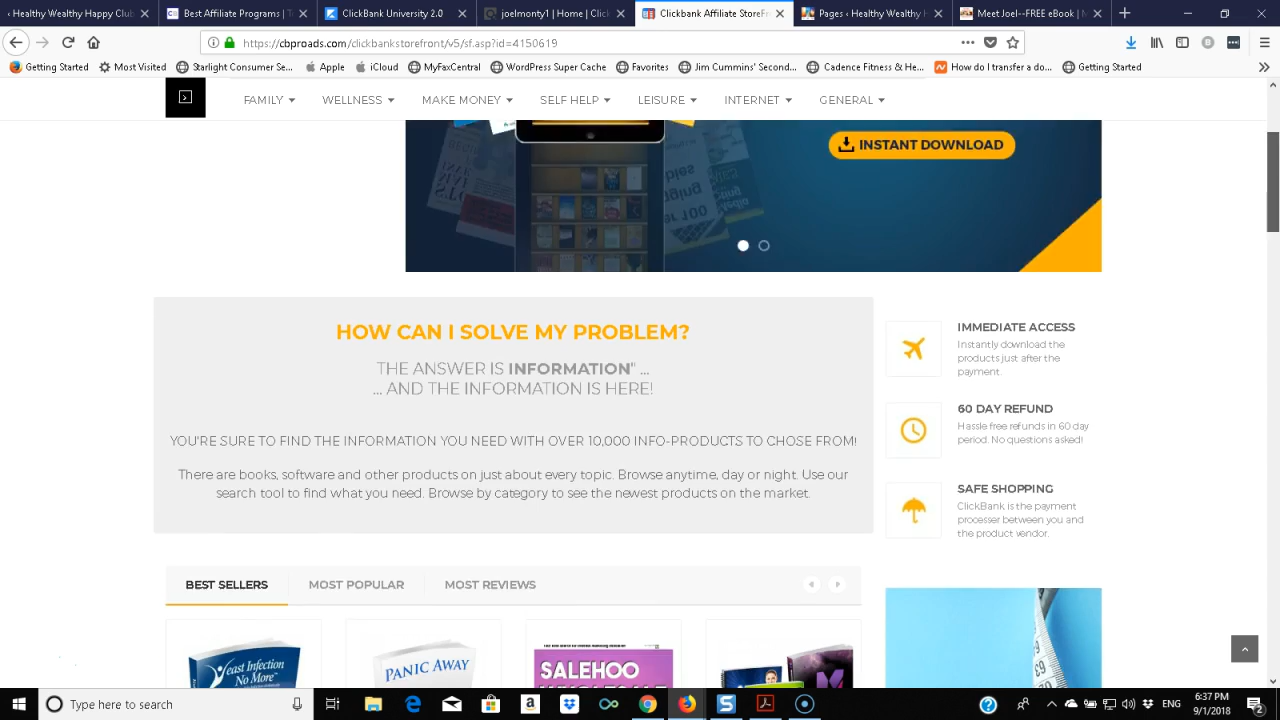 ‹ Healthy Wealthy Happy Club
Best Affiliate Program
ClickBank University 2.0
joelmonty1 | Home | Click
Clickbank Affiliate StoreFr
Pages ‹ Healthy Wealthy H
Meet Joel--FREE eBook | M
https://cbproads.com/clickbankstorefront/v5/sf.asp?id=4150619
Getting Started
Most Visited
Starlight Consumer Se...
Apple
iCloud
MyFaxCentral
WordPress Super Cache
Favorites
Jim Cummins' Second...
Cadence Fitness & He...
How do I transfer a do...
Getting Started
FAMILY
WELLNESS
MAKE MONEY
SELF HELP
LEISURE
INTERNET
GENERAL
INSTANT DOWNLOAD
HOW CAN I SOLVE MY PROBLEM?
THE ANSWER IS INFORMATION" ...
... AND THE INFORMATION IS HERE!
YOU'RE SURE TO FIND THE INFORMATION YOU NEED WITH OVER 10,000 INFO-PRODUCTS TO CHOSE FROM!
There are books, software and other products on just about every topic. Browse anytime, day or night. Use our
search tool to find what you need. Browse by category to see the newest products on the market.
IMMEDIATE ACCESS
Instantly download the
products just after the
payment.
60 DAY REFUND
Hassle free refunds in 60 day
period. No questions asked!
SAFE SHOPPING
ClickBank is the payment
processer between you and
the product vendor.
BEST SELLERS
MOST POPULAR
MOST REVIEWS
Yeast Infection
No More
PANIC AWAY
SALEHOO
Type here to search
ENG
6:37 PM
9/1/2018
2